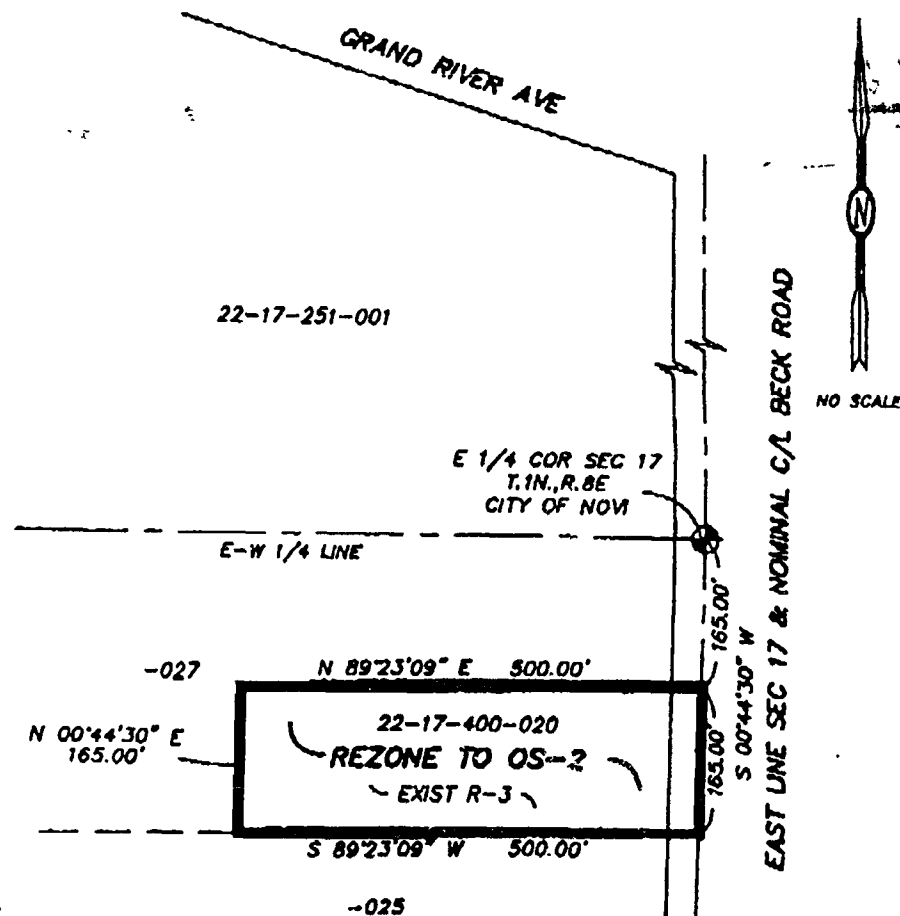 GRAND RIVER AVE
N
NO SCALE
22-17-251-001
EAST LINE SEC 17 & NOMINAL C/L BECK ROAD
E 1/4 COR SEC 17
T.1N.,R.8E
CITY OF NOVI
E-W 1/4 LINE
165.00'
S 00°44'30" W
165.00'
-027
N 89°23'09" E 500.00'
N 00°44'30" E
165.00'
22-17-400-020
REZONE TO OS-2
EXIST R-3
S 89°23'09" W 500.00'
-025